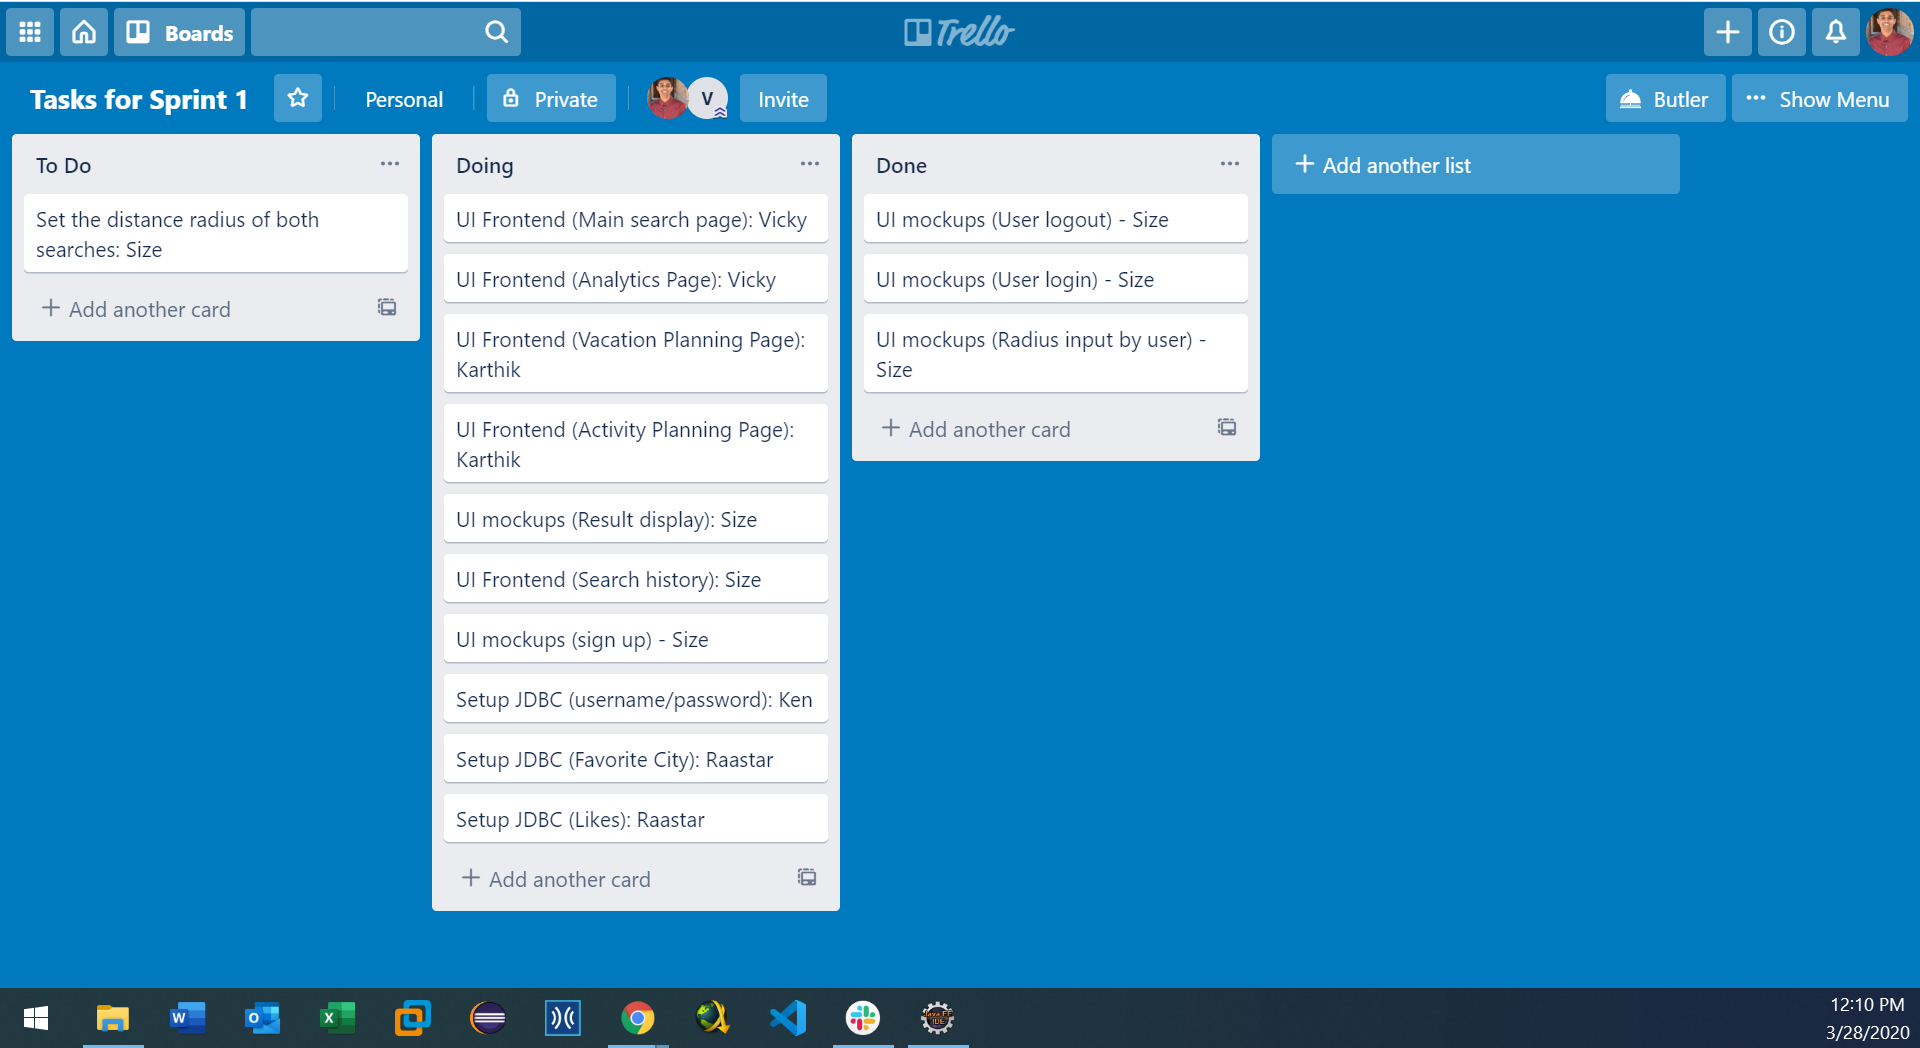 Boards
Trello
Tasks for Sprint 1
Personal
Private
V
Invite
Butler
··· Show Menu
To Do
Set the distance radius of both
searches: Size
+ Add another card
Doing
UI Frontend (Main search page): Vicky
UI Frontend (Analytics Page): Vicky
UI Frontend (Vacation Planning Page):
Karthik
UI Frontend (Activity Planning Page):
Karthik
UI mockups (Result display): Size
UI Frontend (Search history): Size
UI mockups (sign up) - Size
Setup JDBC (username/password): Ken
Setup JDBC (Favorite City): Raastar
Setup JDBC (Likes): Raastar
+ Add another card
Done
UI mockups (User logout) - Size
UI mockups (User login) - Size
UI mockups (Radius input by user) -
Size
+ Add another card
+ Add another list
W
O
X
Java EE
IDE
12:10 PM
3/28/2020